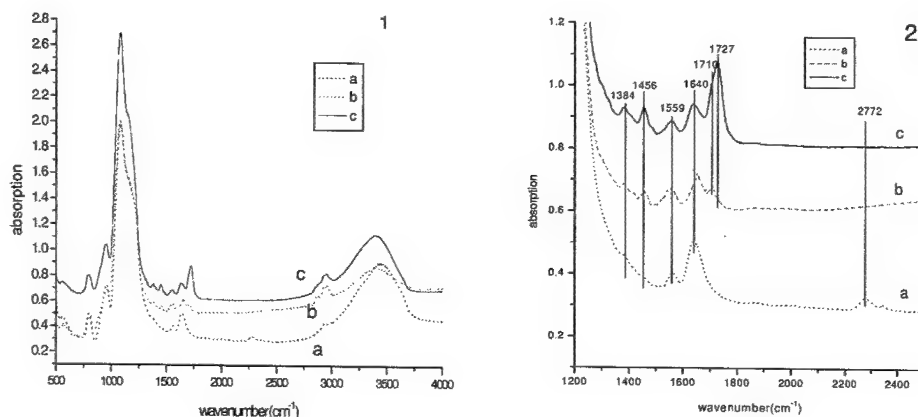 1
2.8
2.6
2.4
2.2
2.0
1.8
1.6
1.4
1.2
1.0
0.8
0.6
0.4
0.2
absorption
a
b
c
c
b
a
500 1000 1500 2000 2500 3000 3500 4000
wavenumber(cm⁻¹)
2
1.2
1.0
0.8
0.6
0.4
0.2
absorption
a
b
c
1384
1456
1559
1640
1710
1727
2772
c
b
a
1200 1400 1600 1800 2000 2200 2400
wavenumber(cm⁻¹)